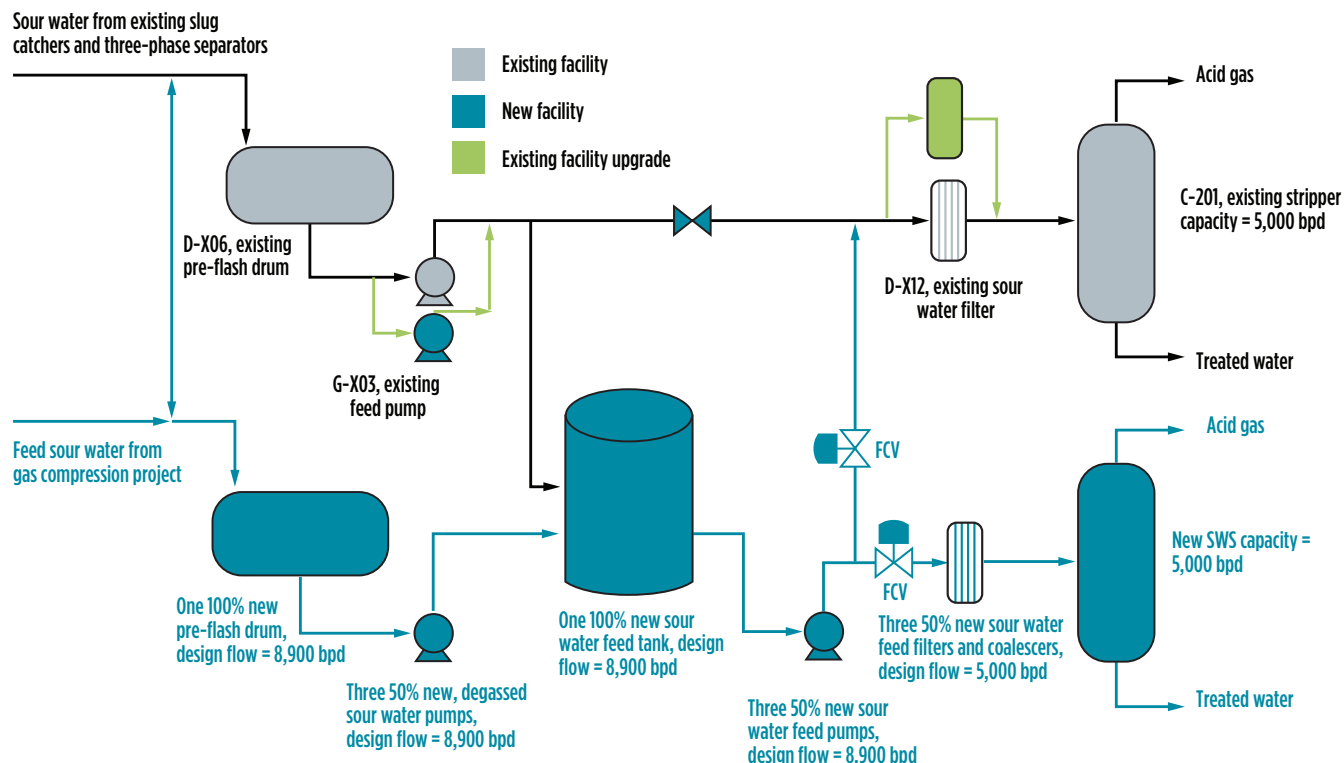 Sour water from existing slug
catchers and three-phase separators
Existing facility
New facility
Existing facility upgrade
Acid gas
C-201, existing stripper
capacity = 5,000 bpd
D-X06, existing
pre-flash drum
D-X12, existing sour
water filter
Treated water
G-X03, existing
feed pump
Feed sour water from
gas compression project
FCV
Acid gas
New SWS capacity =
5,000 bpd
FCV
One 100% new
pre-flash drum,
design flow = 8,900 bpd
One 100% new sour
water feed tank, design
flow = 8,900 bpd
Three 50% new sour water
feed filters and coalescers,
design flow = 5,000 bpd
Three 50% new, degassed
sour water pumps,
design flow = 8,900 bpd
Three 50% new sour
water feed pumps,
design flow = 8,900 bpd
Treated water